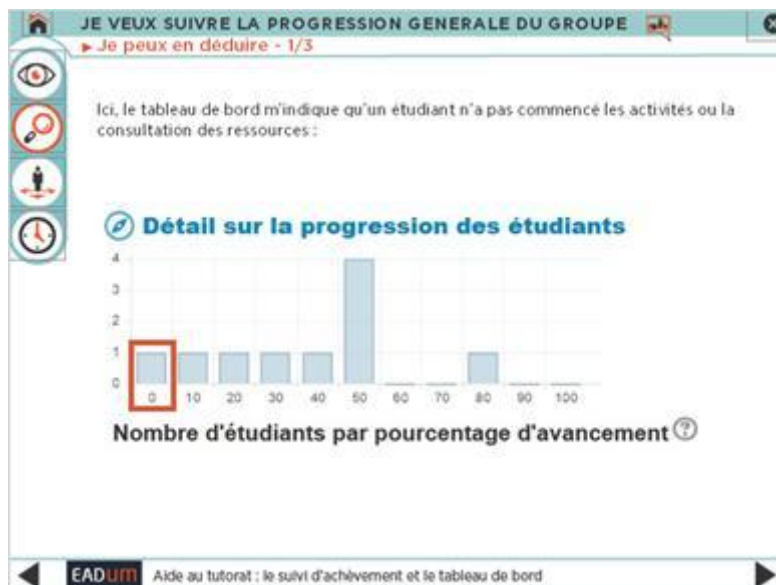 JE VEUX SUIVRE LA PROGRESSION GENERALE DU GROUPE
► Je peux en déduire - 1/3
Ici, le tableau de bord m'indique qu'un étudiant n'a pas commencé les activités ou la
consultation des ressources :
Détail sur la progression des étudiants
4
3
2
1
0
0 10 20 30 40 50 60 70 80 90 100
Nombre d'étudiants par pourcentage d'avancement ?
EADum Aide au tutorat : le suivi d'achèvement et le tableau de bord